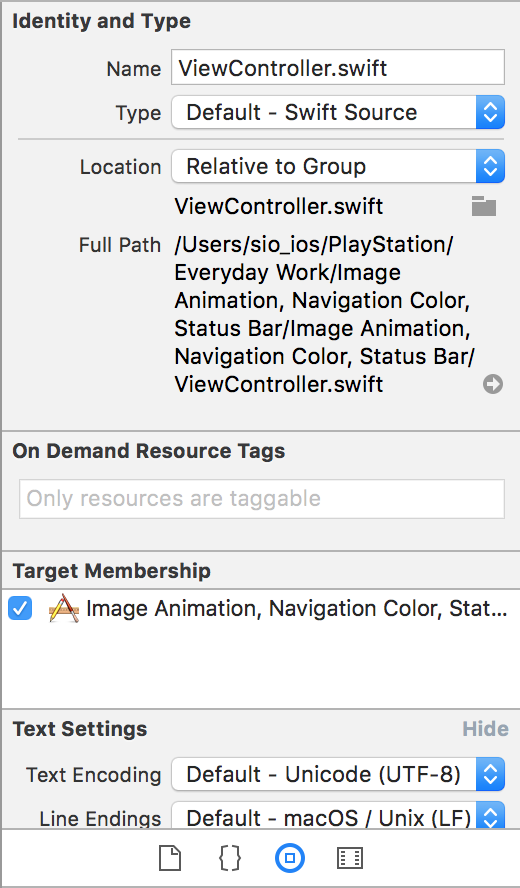 Identity and Type
Name ViewController.swift
Type Default - Swift Source
Location Relative to Group
ViewController.swift
Full Path /Users/sio_ios/PlayStation/
Everyday Work/Image
Animation, Navigation Color,
Status Bar/Image Animation,
Navigation Color, Status Bar/
ViewController.swift
On Demand Resource Tags
Only resources are taggable
Target Membership
Image Animation, Navigation Color, Stat...
Text Settings Hide
Text Encoding Default - Unicode (UTF-8)
Line Endings Default - macOS / Unix (LF)